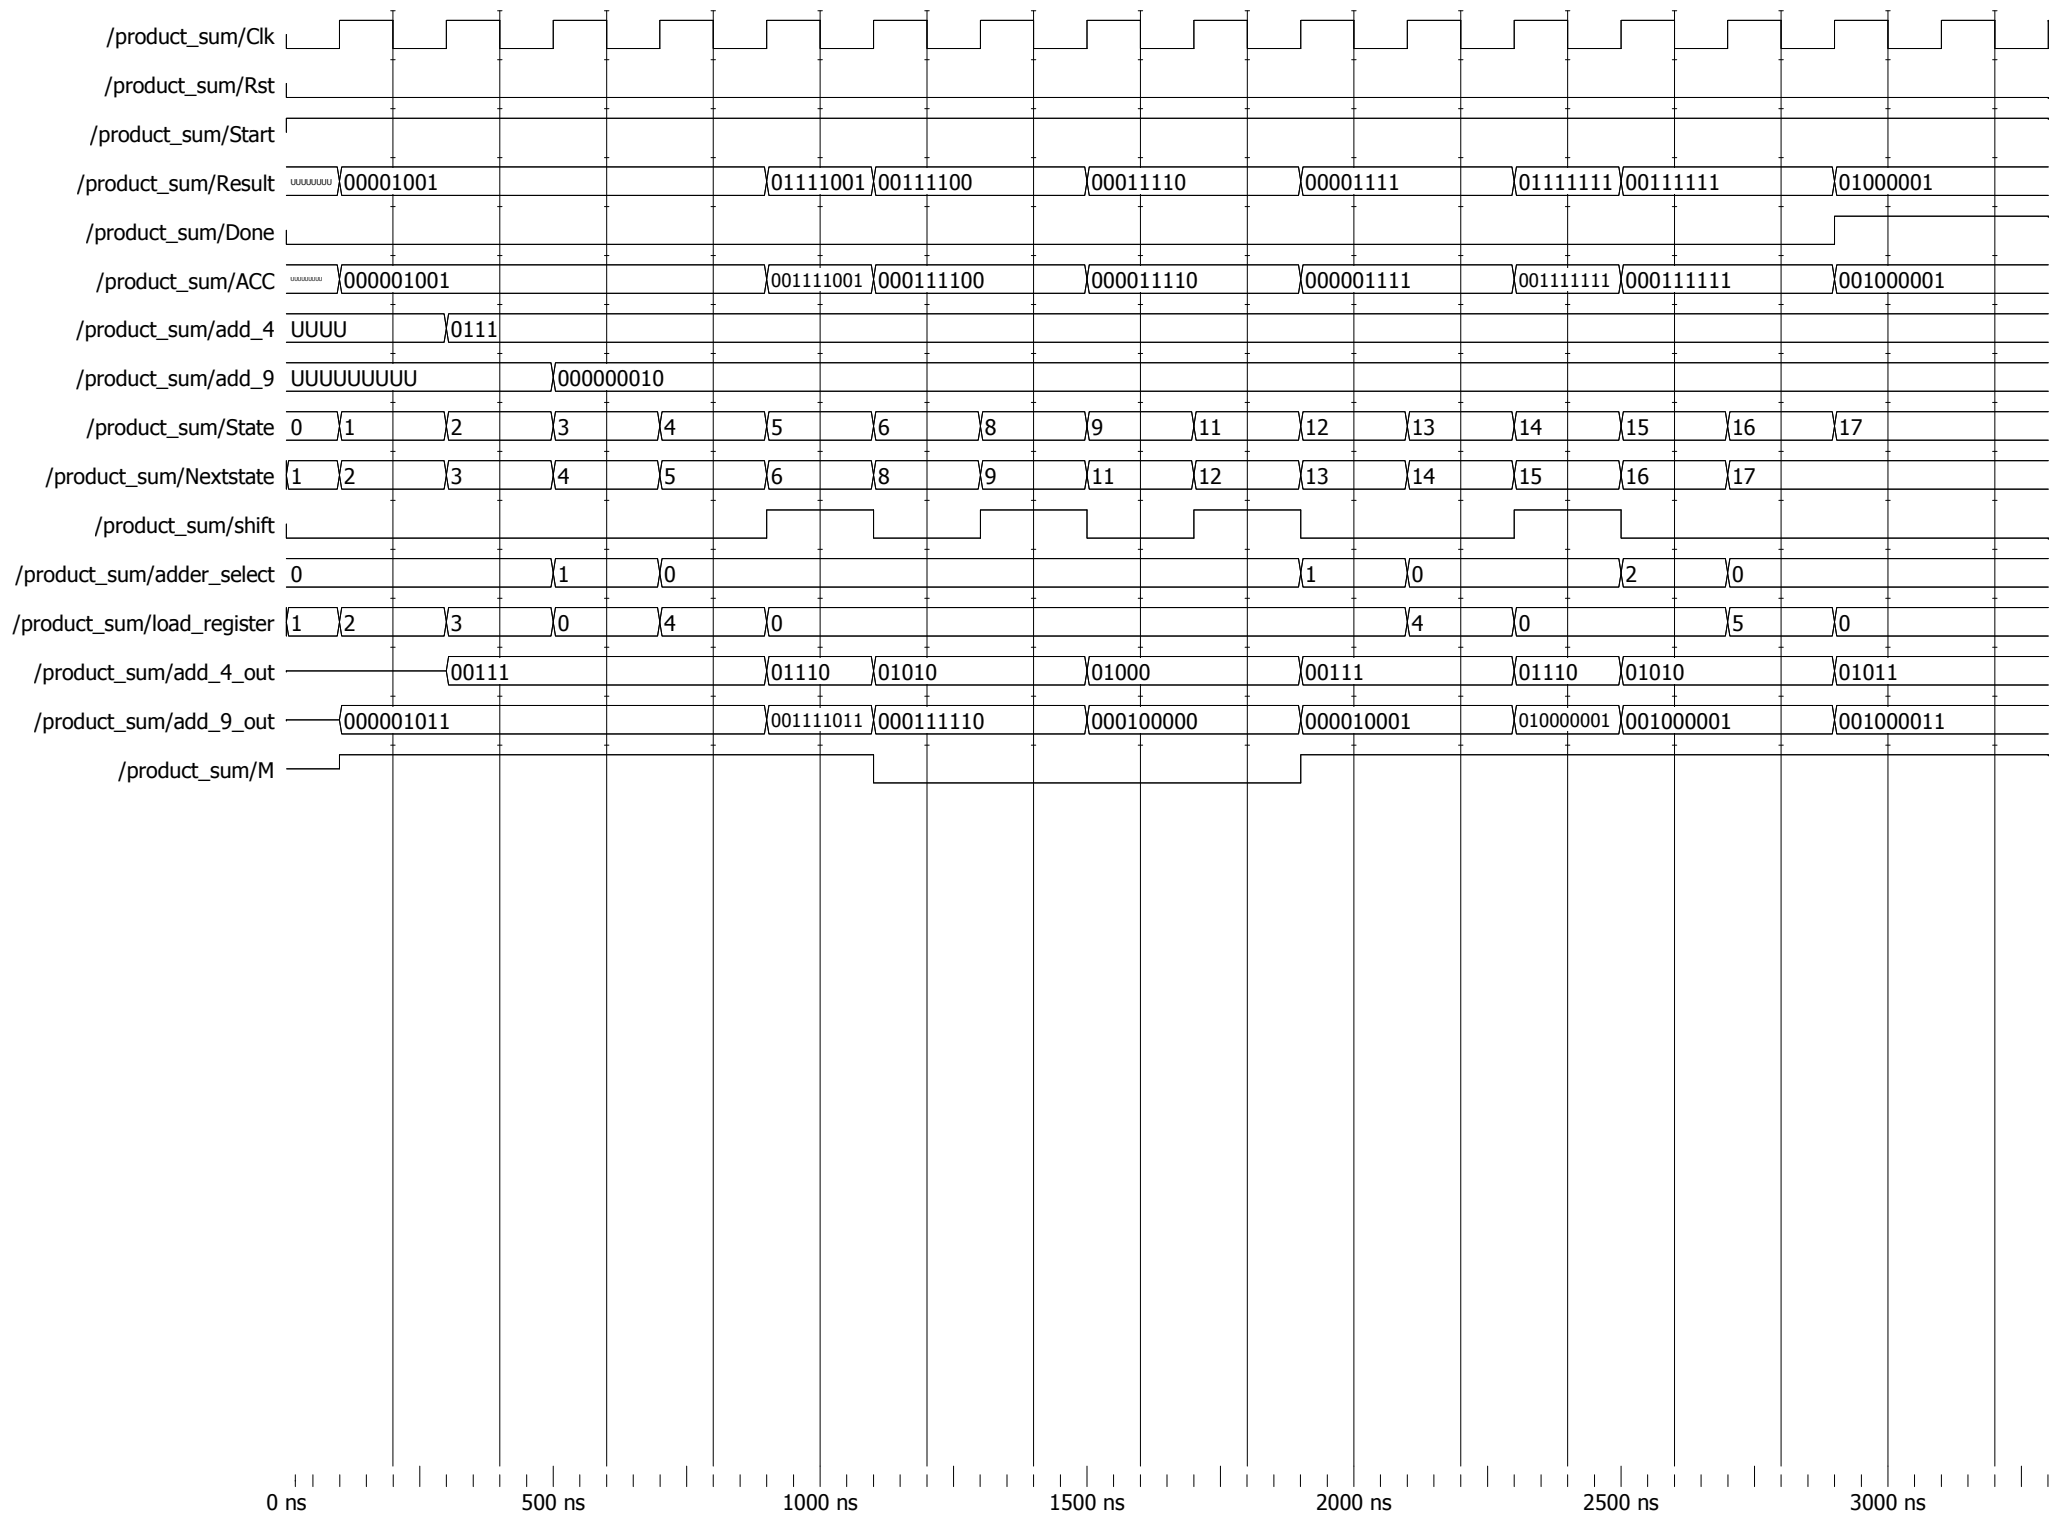 /product_sum/Clk
/product_sum/Rst
/product_sum/Start
/product_sum/Result UUUUUUUU 00001001 01111001 00111100 00011110 00001111 01111111 00111111 01000001
/product_sum/Done
/product_sum/ACC UUUUUUUUU 000001001 001111001 000111100 000011110 000001111 001111111 000111111 001000001
/product_sum/add_4 UUUU 0111
/product_sum/add_9 UUUUUUUUU 000000010
/product_sum/State 0 1 2 3 4 5 6 8 9 11 12 13 14 15 16 17
/product_sum/Nextstate 1 2 3 4 5 6 8 9 11 12 13 14 15 16 17
/product_sum/shift
/product_sum/adder_select 0 1 0 1 0 2 0
/product_sum/load_register 1 2 3 0 4 0 4 0 5 0
/product_sum/add_4_out 00111 01110 01010 01000 00111 01110 01010 01011
/product_sum/add_9_out 000001011 001111011 000111110 000100000 000010001 010000001 001000001 001000011
/product_sum/M
0 ns 500 ns 1000 ns 1500 ns 2000 ns 2500 ns 3000 ns